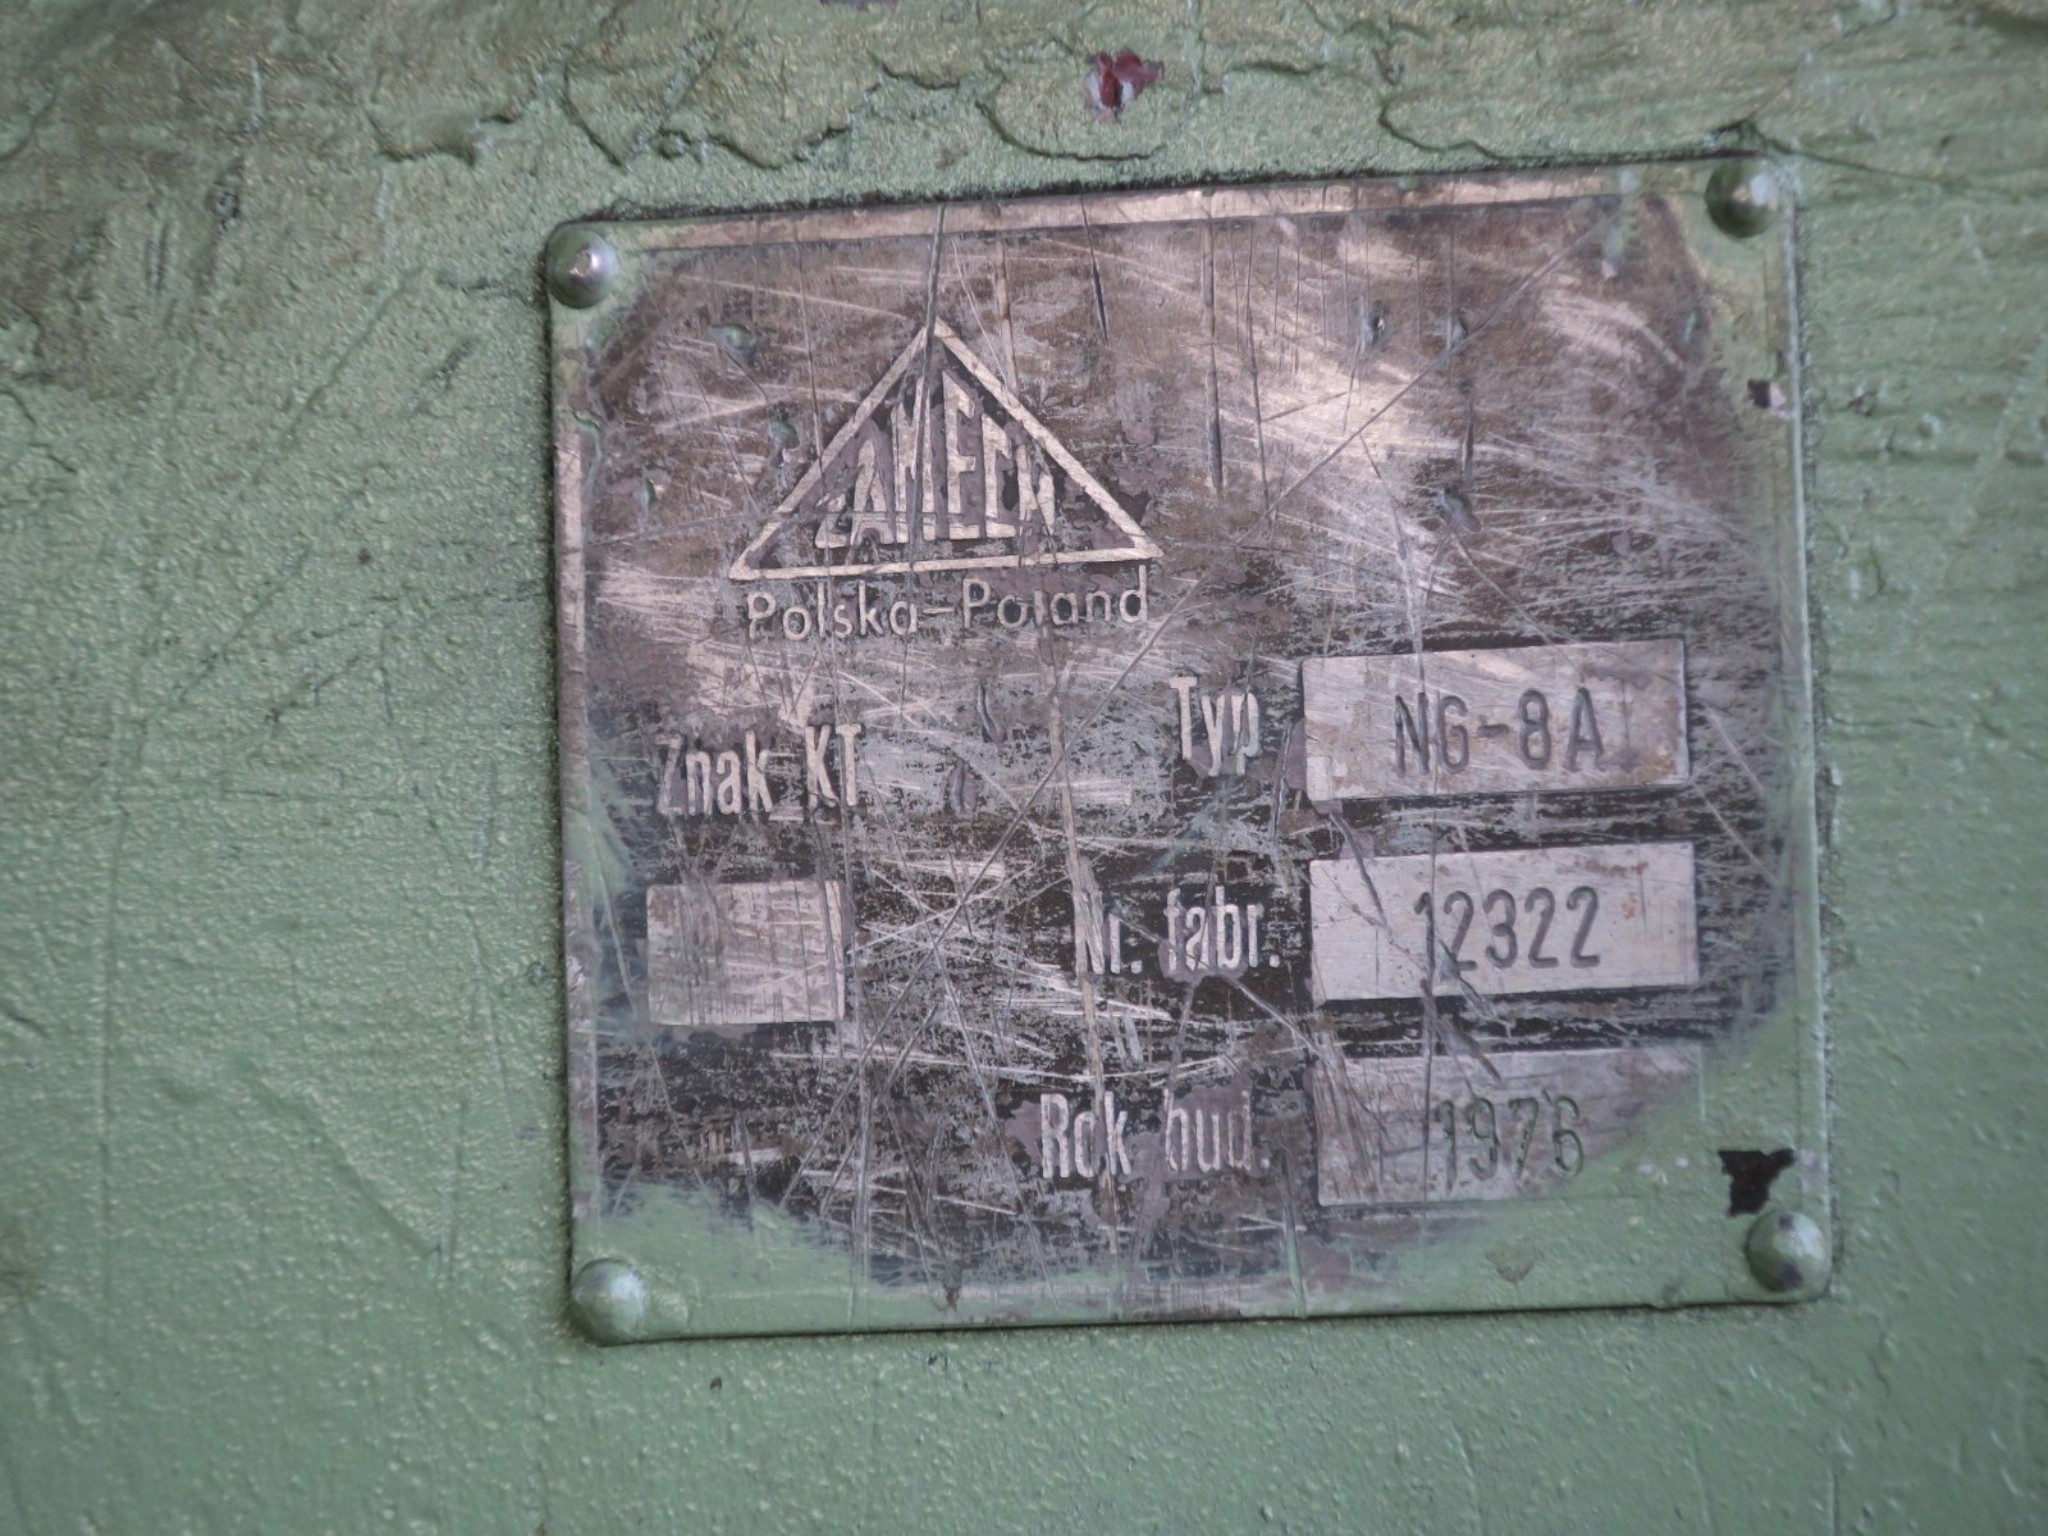 ZAMECH
Polska-Poland
Typ NG-8A
Znak KT
Nr. fabr. 12322
Rok bud. 1976